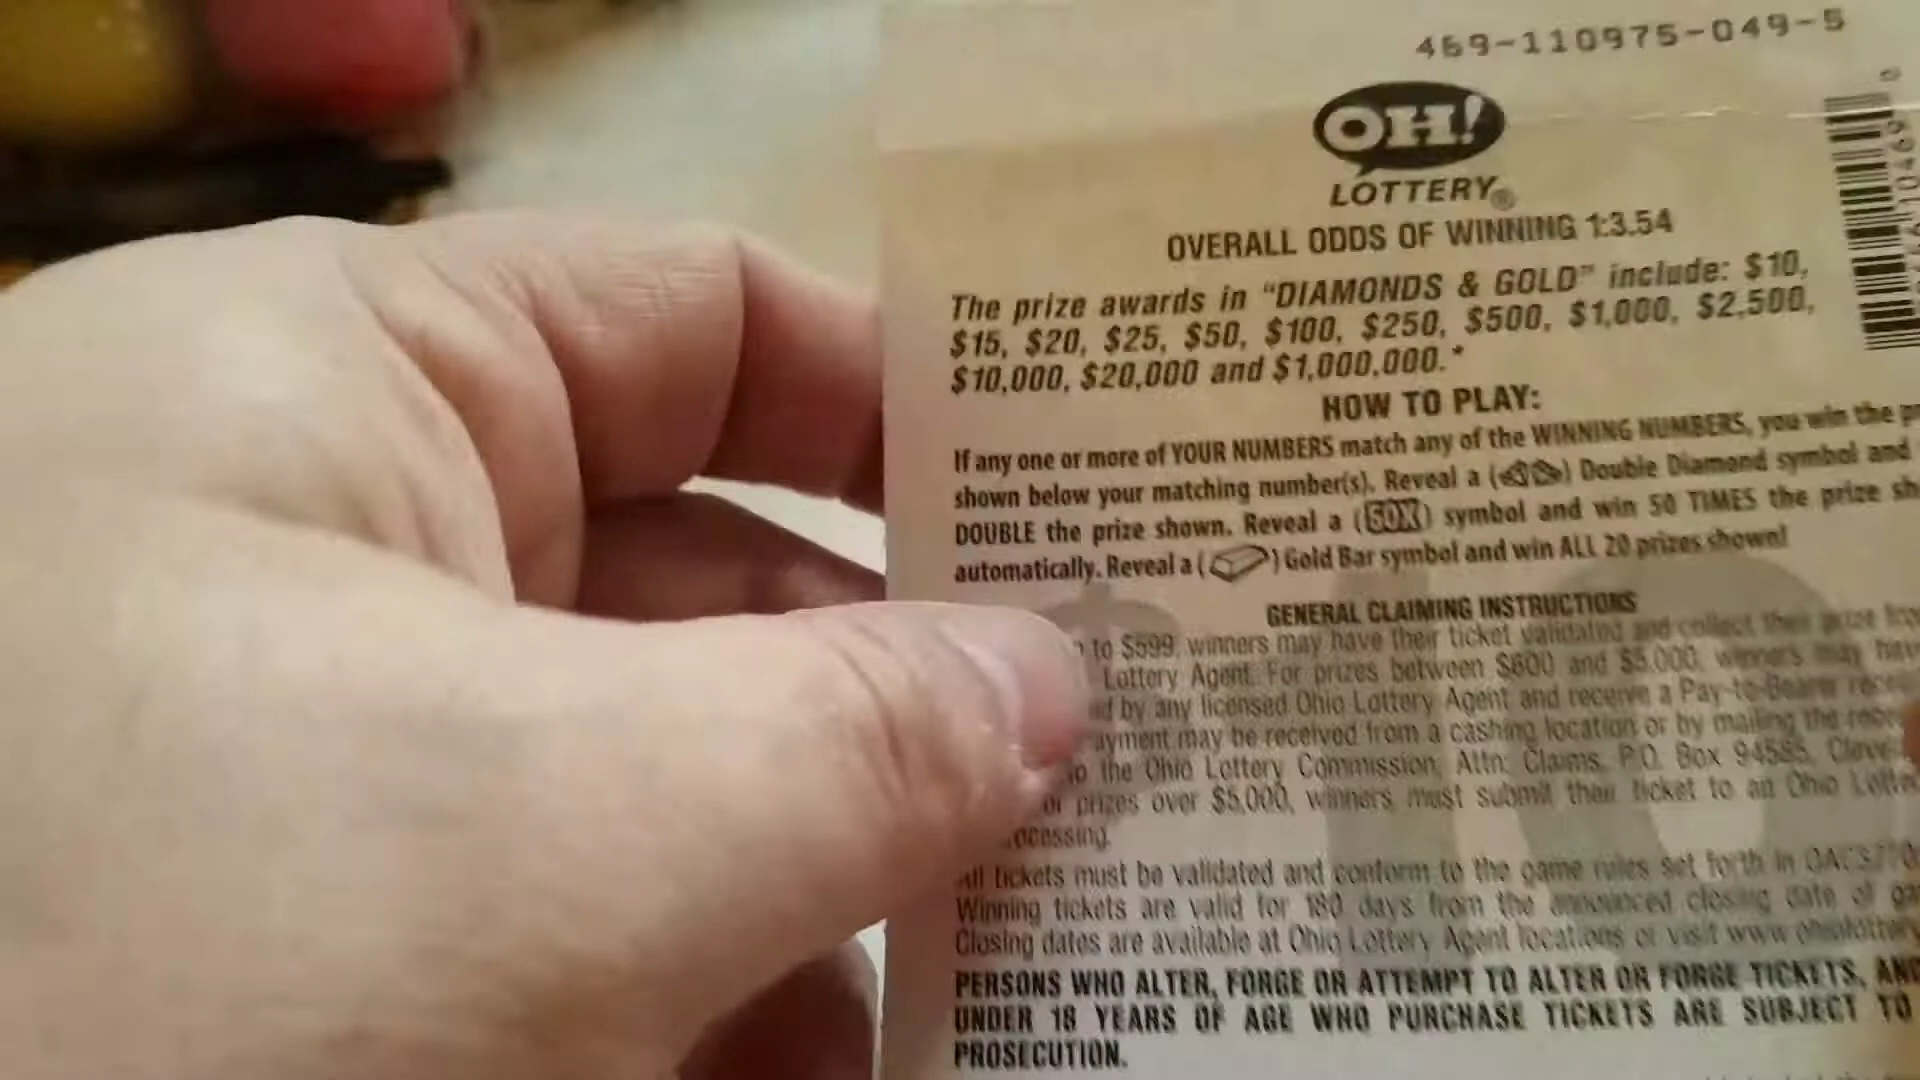 469-110975-049-5
OH!
LOTTERY®
OVERALL ODDS OF WINNING 1:3.54
The prize awards in "DIAMONDS & GOLD" include: $10,
$15, $20, $25, $50, $100, $250, $500, $1,000, $2,500,
$10,000, $20,000 and $1,000,000.*
HOW TO PLAY:
If any one or more of YOUR NUMBERS match any of the WINNING NUMBERS, you win the
shown below your matching number(s). Reveal a ( ) Double Diamond symbol and
DOUBLE the prize shown. Reveal a (50X) symbol and win 50 TIMES the prize
automatically. Reveal a ( ) Gold Bar symbol and win ALL 20 prizes shown!
GENERAL CLAIMING INSTRUCTIONS
to $599, winners may have their ticket validated and collect their prize
Lottery Agent. For prizes between $600 and $5,000, winners may
by any licensed Ohio Lottery Agent and receive a Pay-to-Bearer
ayment may be received from a cashing location or by mailing the
to the Ohio Lottery Commission, Attn: Claims, P.O. Box 94585,
or prizes over $5,000, winners must submit their ticket to an Ohio
ocessing.
All tickets must be validated and conform to the game rules set forth in
Winning tickets are valid for 180 days from the announced closing date of
Closing dates are available at Ohio Lottery Agent locations or visit
PERSONS WHO ALTER, FORGE OR ATTEMPT TO ALTER OR FORGE TICKETS,
UNDER 18 YEARS OF AGE WHO PURCHASE TICKETS ARE SUBJECT TO
PROSECUTION.